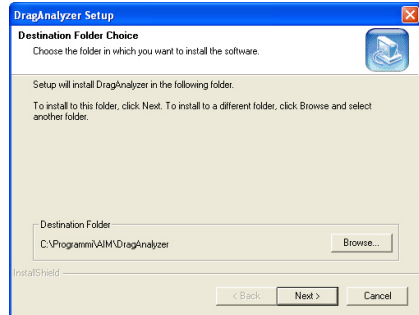 DragAnalyzer Setup
Destination Folder Choice
Choose the folder in which you want to install the software.
Setup will install DragAnalyzer in the following folder.
To install to this folder, click Next. To install to a different folder, click Browse and select
another folder.
Destination Folder
C:\Programmi\AIM\DragAnalyzer
Browse...
InstallShield
< Back
Next >
Cancel